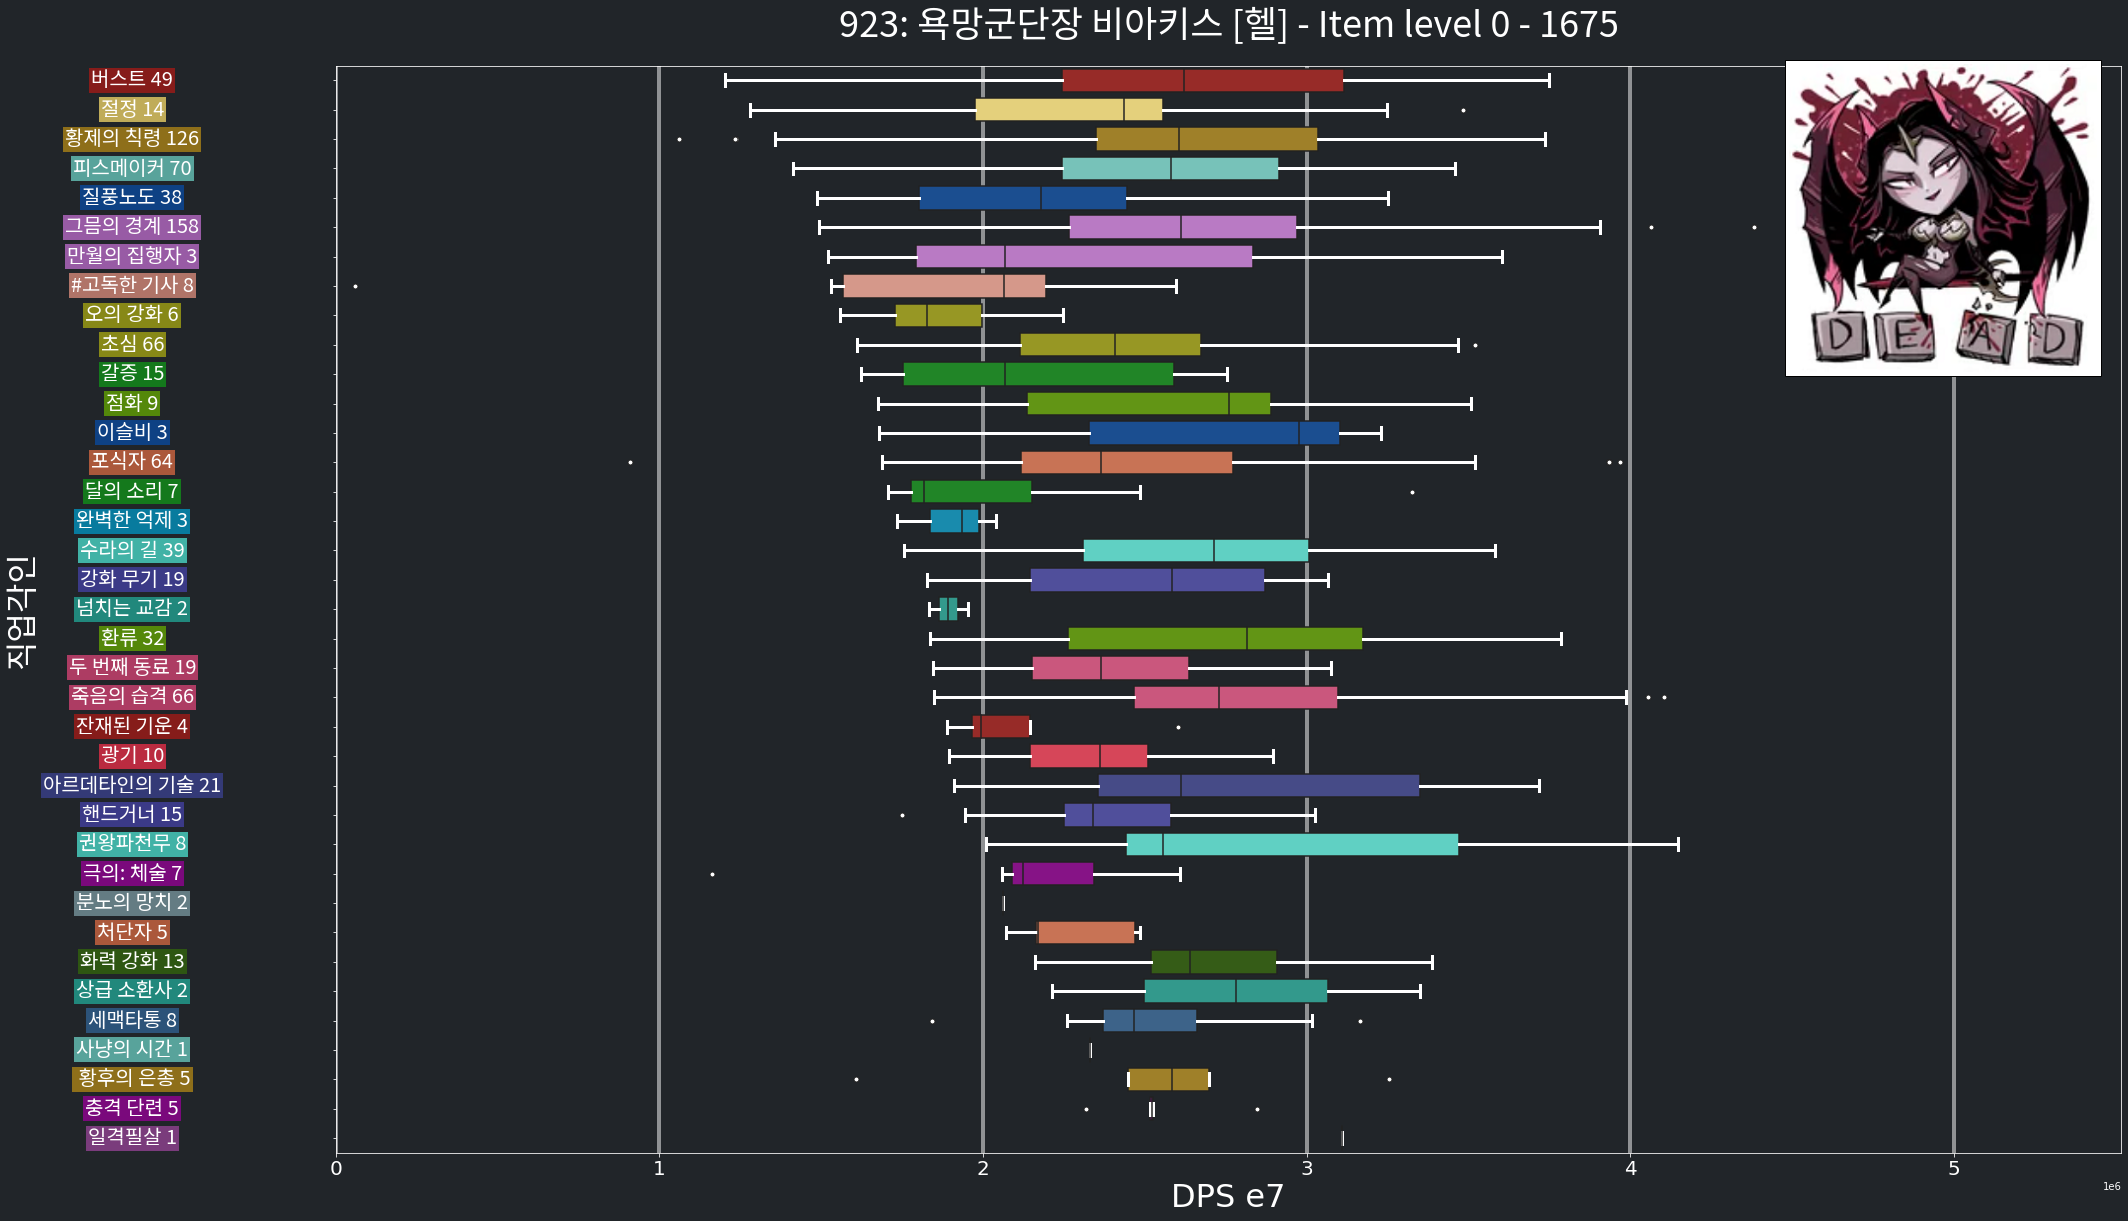 923: 욕망군단장 비아키스 [헬] - Item level 0 - 1675
버스트 49
절정 14
황제의 칙령 126
피스메이커 70
질풍노도 38
그믐의 경계 158
만월의 집행자 3
#고독한 기사 8
오의 강화 6
초심 66
갈증 15
점화 9
이슬비 3
포식자 64
달의 소리 7
완벽한 억제 3
수라의 길 39
강화 무기 19
넘치는 교감 2
환류 32
두 번째 동료 19
죽음의 습격 66
잔재된 기운 4
광기 10
아르데타인의 기술 21
핸드거너 15
권왕파천무 8
극의: 체술 7
분노의 망치 2
처단자 5
화력 강화 13
상급 소환사 2
세맥타통 8
사냥의 시간 1
황후의 은총 5
충격 단련 5
일격필살 1
직업각인
D E A D
0 1 2 3 4 5
1e6
DPS e7